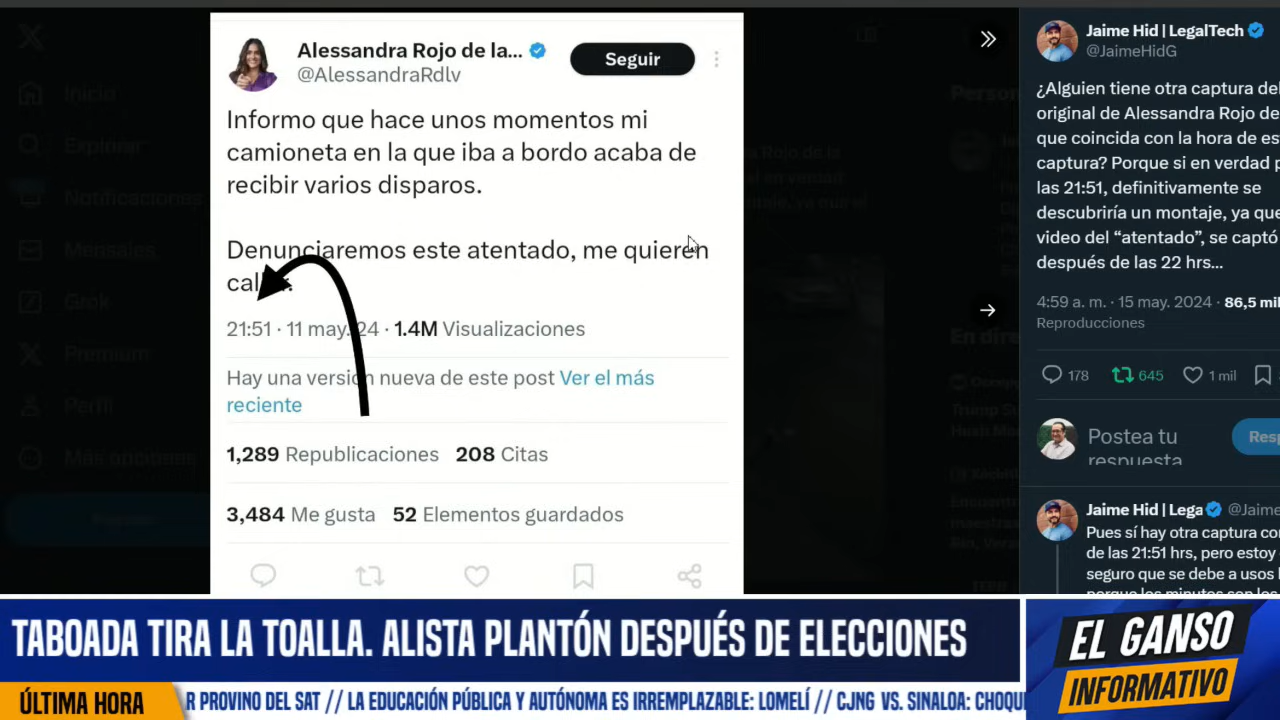 Alessandra Rojo de la...
@AlessandraRdlv
Seguir
Informo que hace unos momentos mi
camioneta en la que iba a bordo acaba de
recibir varios disparos.
Denunciaremos este atentado, me quieren
21:51 · 11 may. 24 · 1.4M Visualizaciones
Hay una versión nueva de este post Ver el más
reciente
1,289 Republicaciones 208 Citas
3,484 Me gusta 52 Elementos guardados
Jaime Hid | LegalTech
@JaimeHidG
¿Alguien tiene otra captura del
original de Alessandra Rojo de
que coincida con la hora de es
captura? Porque si en verdad p
las 21:51, definitivamente se
descubriría un montaje, ya que
video del “atentado”, se captó
después de las 22 hrs...
4:59 a. m. · 15 may. 2024 · 86,5 mil
Reproducciones
178 645 1 mil
Postea tu
respuesta
Resp
Jaime Hid | Lega @Jaime
Pues sí hay otra captura con
de las 21:51 hrs, pero estoy
seguro que se debe a usos h
porque los minutos son los
Inicio
Explorar
Notificaciones
Mensajes
Grok
Premium
Perfil
Más opciones
TABOADA TIRA LA TOALLA. ALISTA PLANTÓN DESPUÉS DE ELECCIONES
EL GANSO
INFORMATIVO
ÚLTIMA HORA
R PROVINO DEL SAT // LA EDUCACIÓN PÚBLICA Y AUTÓNOMA ES IRREMPLAZABLE: LOMELÍ // CJNG VS. SINALOA: CHOQUE